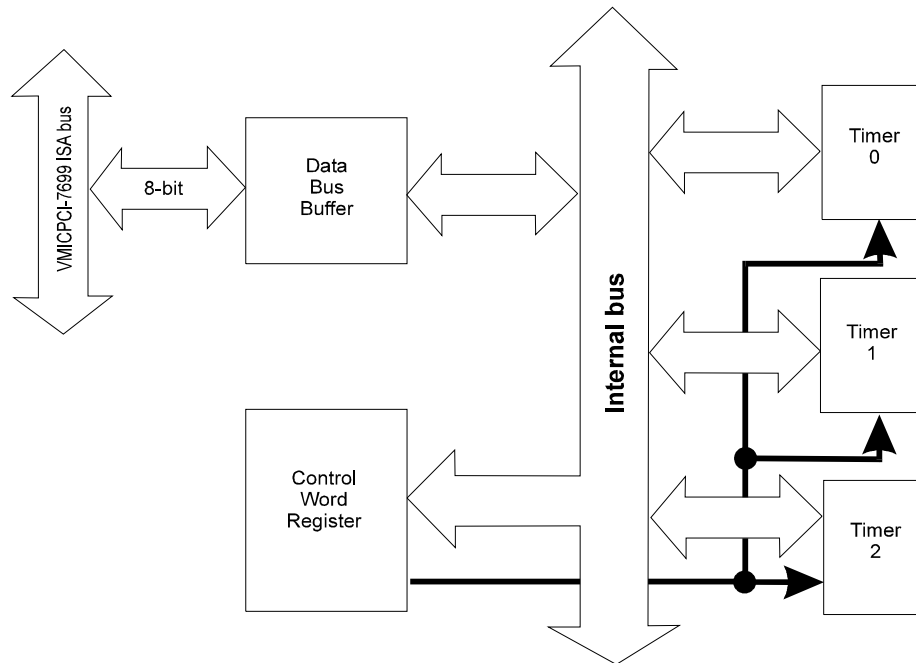 VMICPCI-7699 ISA bus
8-bit
Data
Bus
Buffer
Internal bus
Timer
0
Timer
1
Control
Word
Register
Timer
2